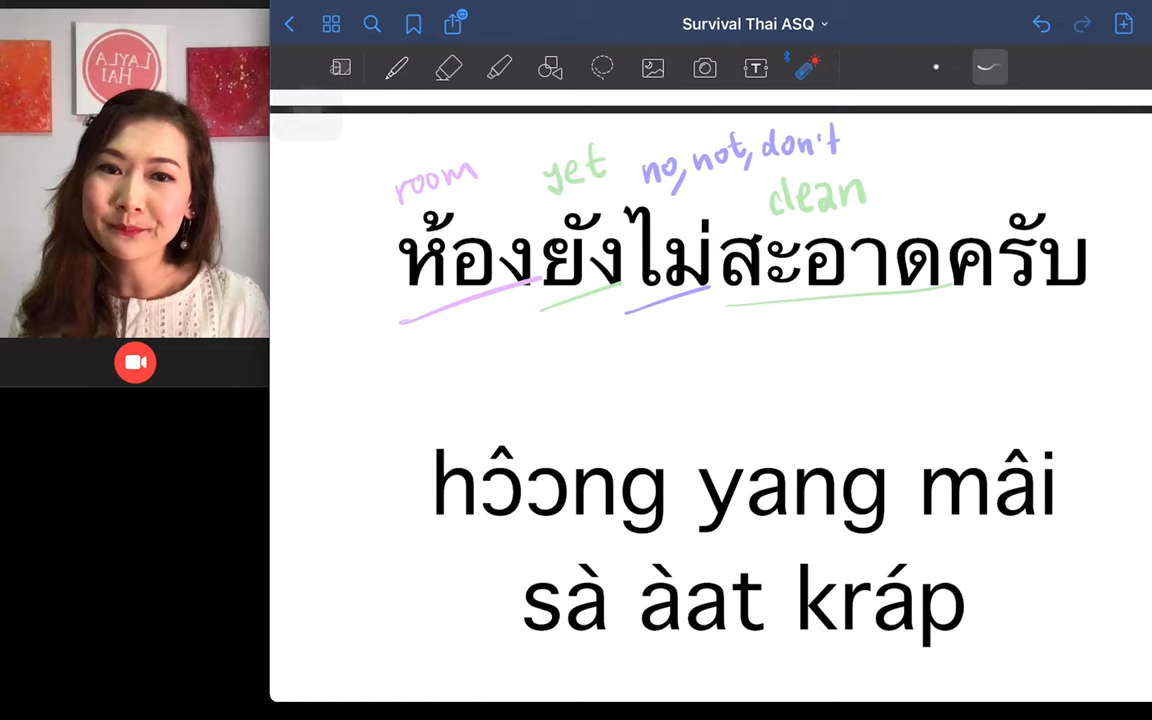 Survival Thai ASQ
LAYLA
HAI
room yet no, not, don't
clean
ห้องยังไม่สะอาดครับ
hɔ̂ɔng yang mâi
sà àat kráp